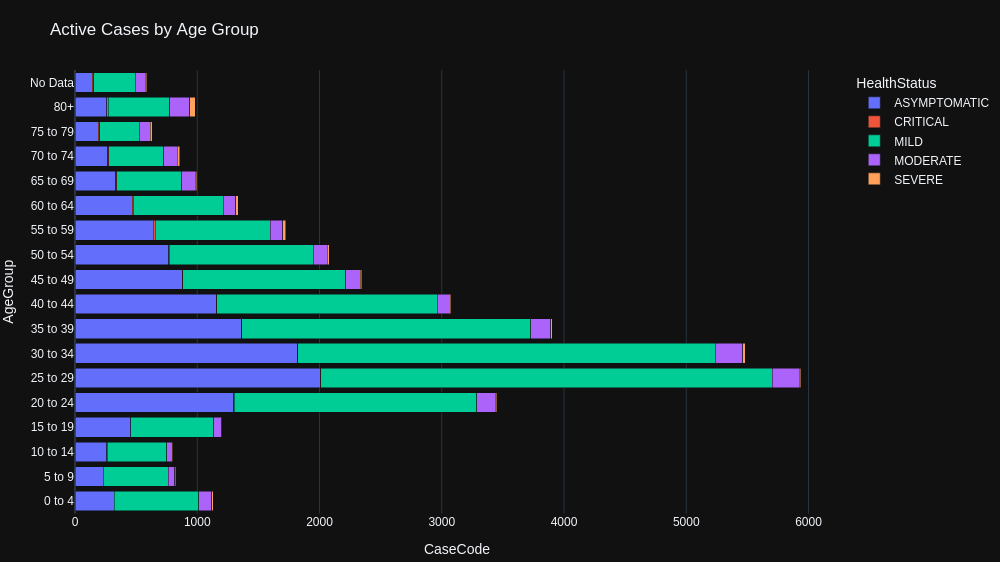 Active Cases by Age Group
HealthStatus
ASYMPTOMATIC
CRITICAL
MILD
MODERATE
SEVERE
AgeGroup
No Data
80+
75 to 79
70 to 74
65 to 69
60 to 64
55 to 59
50 to 54
45 to 49
40 to 44
35 to 39
30 to 34
25 to 29
20 to 24
15 to 19
10 to 14
5 to 9
0 to 4
0 1000 2000 3000 4000 5000 6000
CaseCode